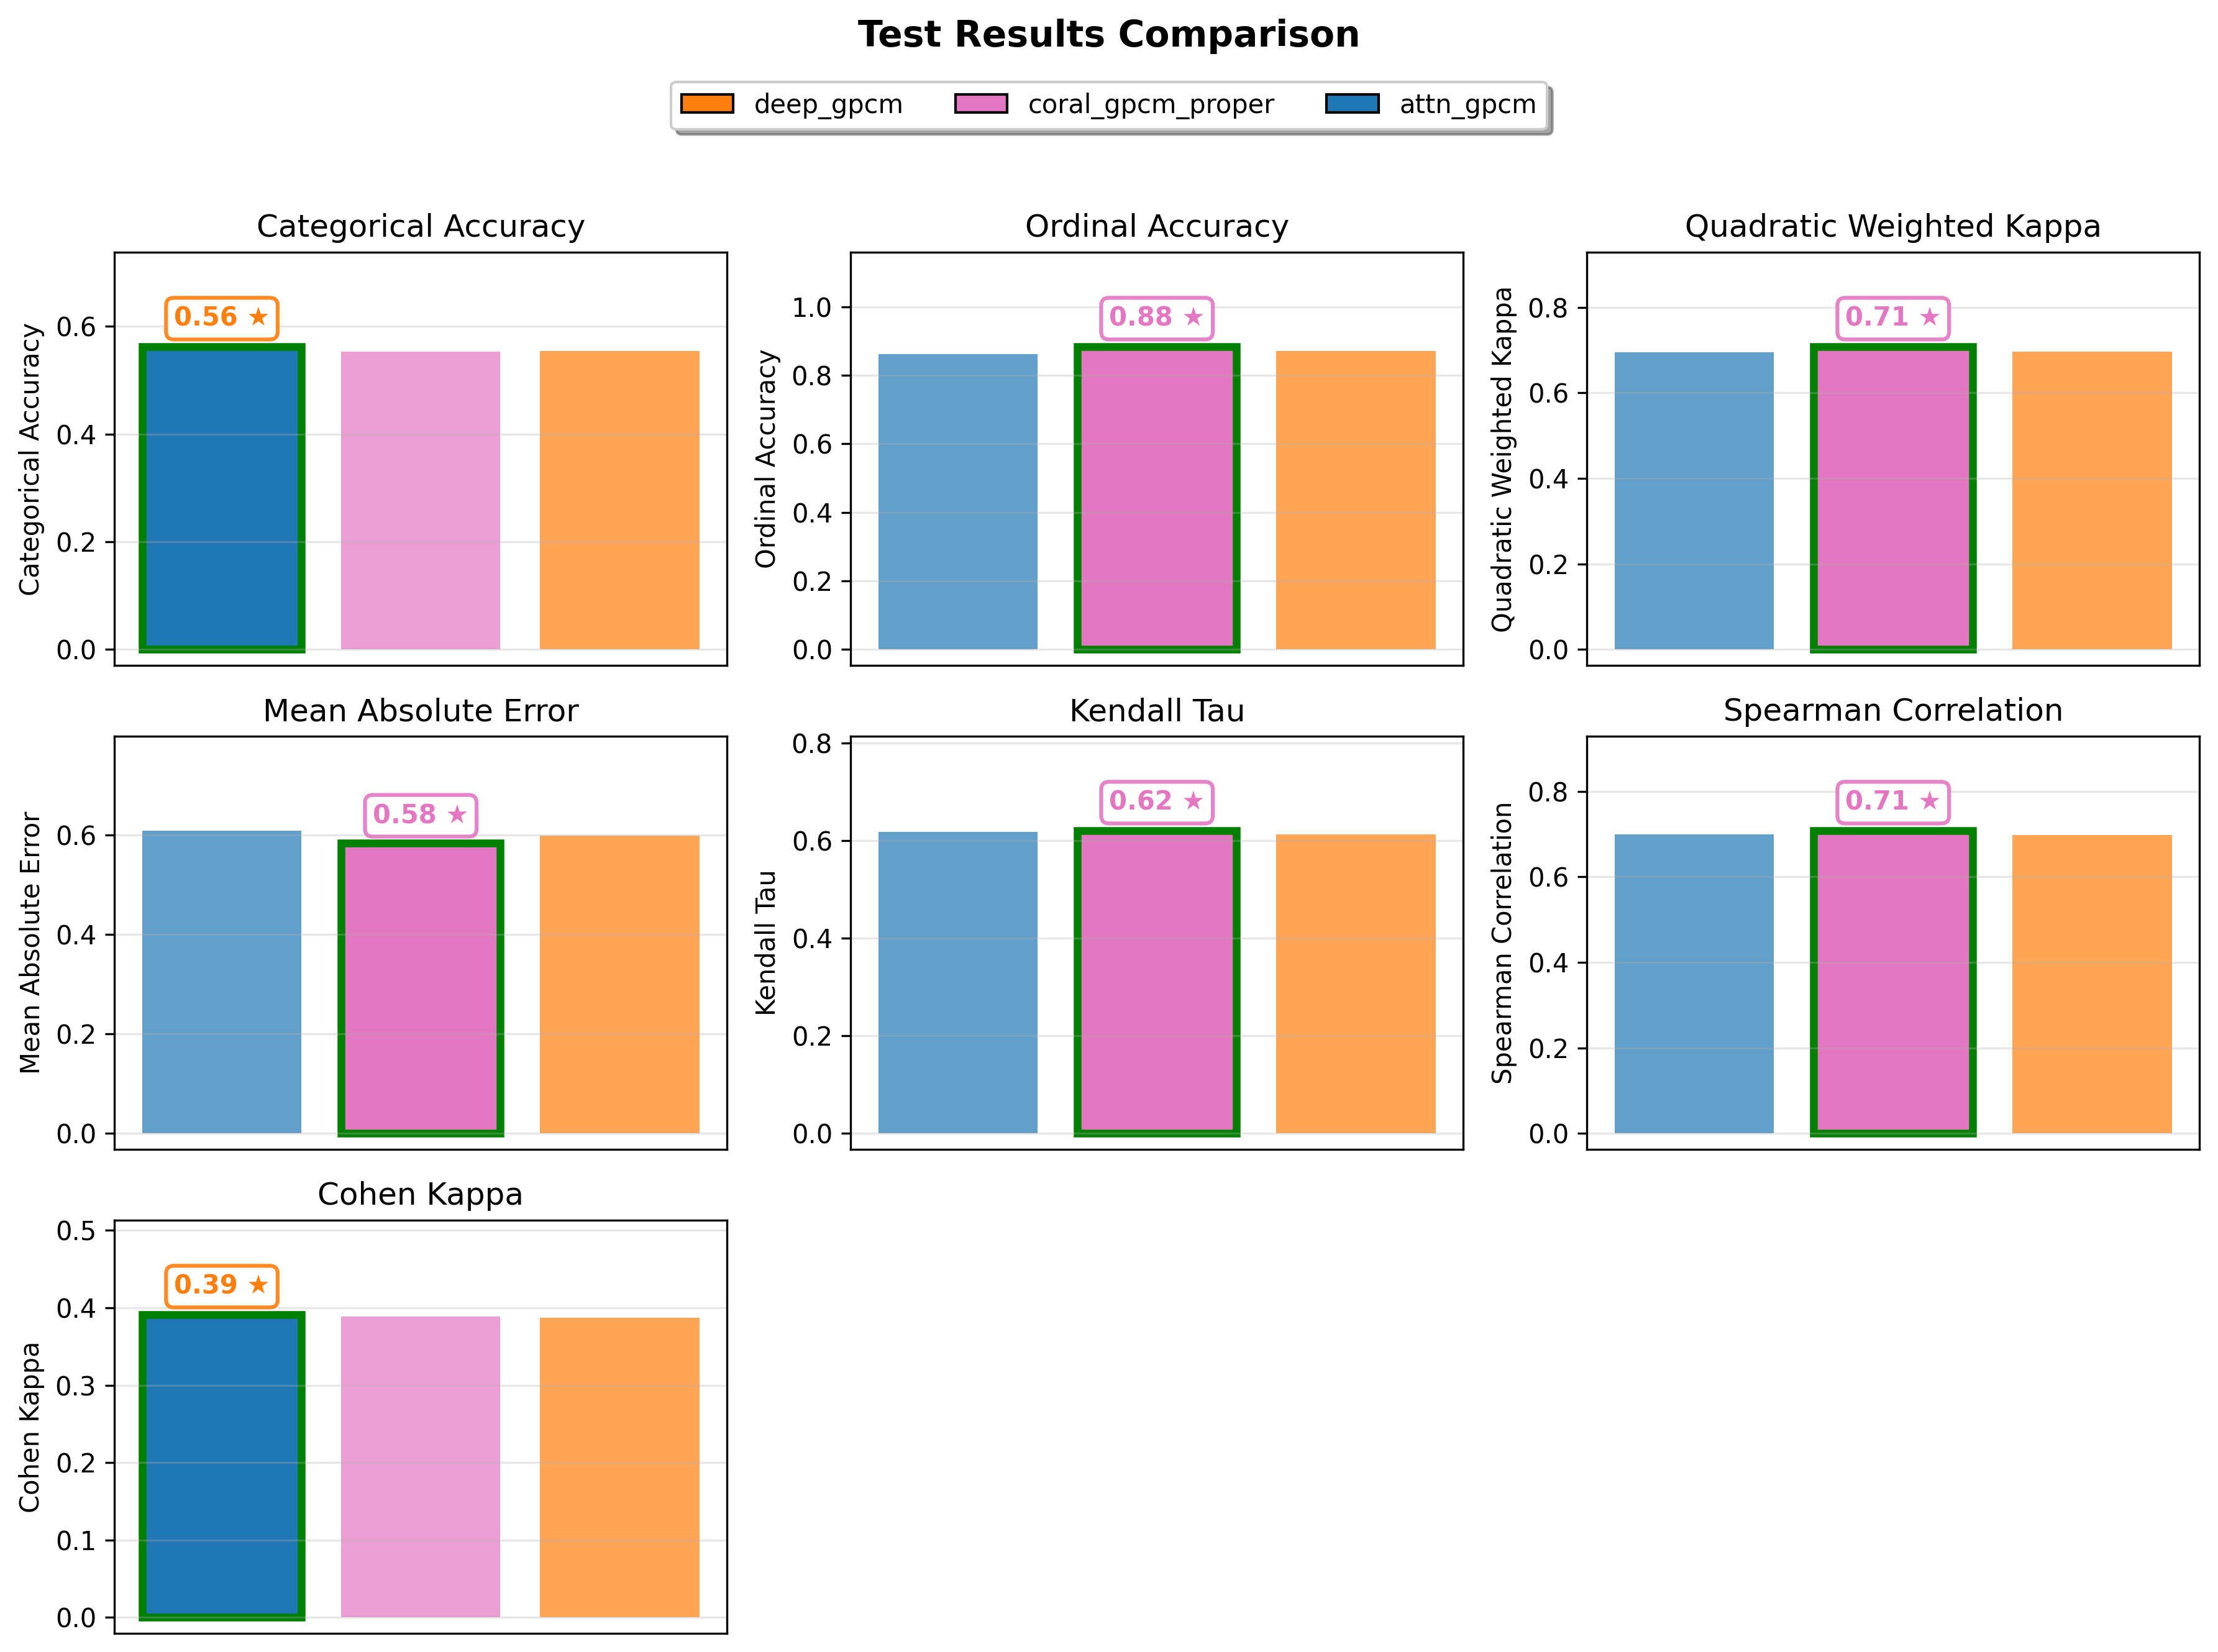 Test Results Comparison
deep_gpcm coral_gpcm_proper attn_gpcm
Categorical Accuracy
Categorical Accuracy
0.6
0.4
0.2
0.0
0.56 ★
Ordinal Accuracy
Ordinal Accuracy
1.0
0.8
0.6
0.4
0.2
0.0
0.88 ★
Quadratic Weighted Kappa
Quadratic Weighted Kappa
0.8
0.6
0.4
0.2
0.0
0.71 ★
Mean Absolute Error
Mean Absolute Error
0.6
0.4
0.2
0.0
0.58 ★
Kendall Tau
Kendall Tau
0.8
0.6
0.4
0.2
0.0
0.62 ★
Spearman Correlation
Spearman Correlation
0.8
0.6
0.4
0.2
0.0
0.71 ★
Cohen Kappa
Cohen Kappa
0.5
0.4
0.3
0.2
0.1
0.0
0.39 ★